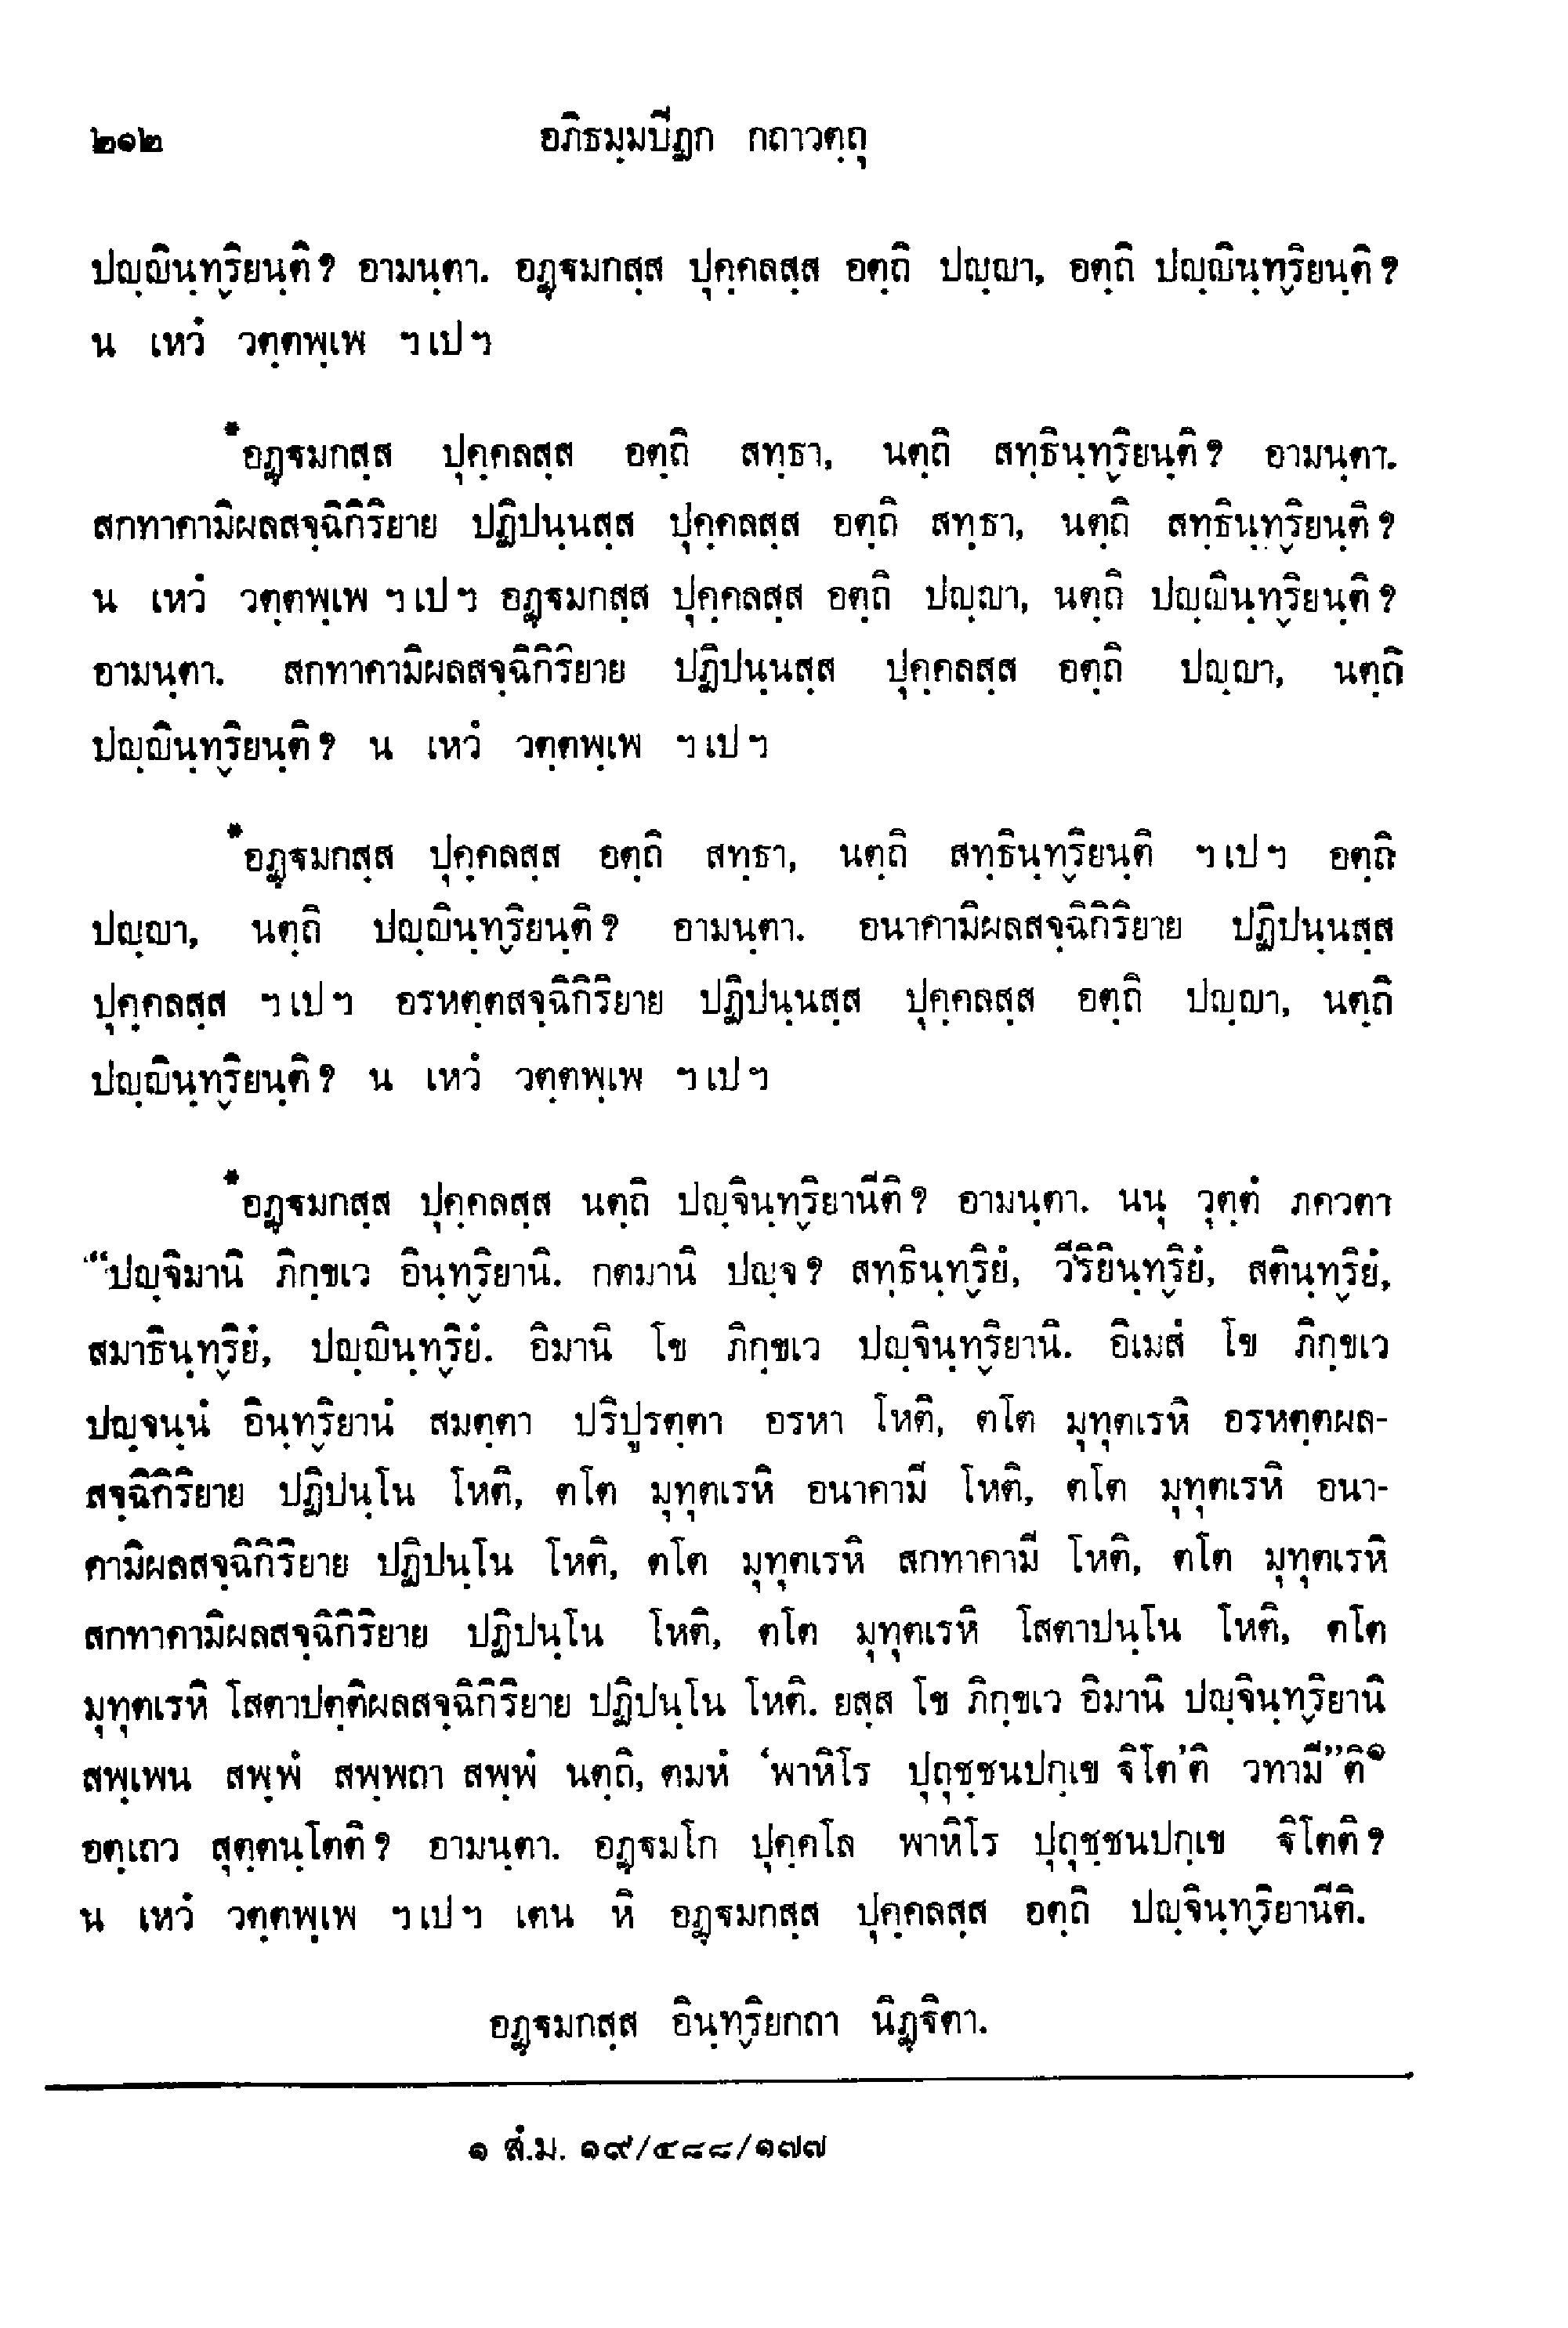 ๒๑๒ อภิธมฺมปีฏก กถาวตฺถุ
ปญฺญินฺทฺริยนฺติ? อามนฺตา. อฏฺฐมกสฺส ปุคฺคลสฺส อตฺถิ ปญฺญา, อตฺถิ ปญฺญินฺทฺริยนฺติ?
น เหวํ วตฺตพฺเพ ฯเปฯ
*อฏฺฐมกสฺส ปุคฺคลสฺส อตฺถิ สทฺธา, นตฺถิ สทฺธินฺทฺริยนฺติ? อามนฺตา.
สกทาคามิผลสจฺฉิกิริยาย ปฏิปนฺนสฺส ปุคฺคลสฺส อตฺถิ สทฺธา, นตฺถิ สทฺธินฺทฺริยนฺติ?
น เหวํ วตฺตพฺเพ ฯเปฯ อฏฺฐมกสฺส ปุคฺคลสฺส อตฺถิ ปญฺญา, นตฺถิ ปญฺญินฺทฺริยนฺติ?
อามนฺตา. สกทาคามิผลสจฺฉิกิริยาย ปฏิปนฺนสฺส ปุคฺคลสฺส อตฺถิ ปญฺญา, นตฺถิ
ปญฺญินฺทฺริยนฺติ? น เหวํ วตฺตพฺเพ ฯเปฯ
*อฏฺฐมกสฺส ปุคฺคลสฺส อตฺถิ สทฺธา, นตฺถิ สทฺธินฺทฺริยนฺติ ฯเปฯ อตฺถิ
ปญฺญา, นตฺถิ ปญฺญินฺทฺริยนฺติ? อามนฺตา. อนาคามิผลสจฺฉิกิริยาย ปฏิปนฺนสฺส
ปุคฺคลสฺส ฯเปฯ อรหตฺตสจฺฉิกิริยาย ปฏิปนฺนสฺส ปุคฺคลสฺส อตฺถิ ปญฺญา, นตฺถิ
ปญฺญินฺทฺริยนฺติ? น เหวํ วตฺตพฺเพ ฯเปฯ
*อฏฺฐมกสฺส ปุคฺคลสฺส นตฺถิ ปญฺจินฺทฺริยานีติ? อามนฺตา. นนุ วุตฺตํ ภควตา
“ปญฺจิมานิ ภิกฺขเว อินฺทฺริยานิ. กตมานิ ปญฺจ? สทฺธินฺทฺริยํ, วีริยินฺทฺริยํ, สตินฺทฺริยํ,
สมาธินฺทฺริยํ, ปญฺญินฺทฺริยํ. อิมานิ โข ภิกฺขเว ปญฺจินฺทฺริยานิ. อิเมสํ โข ภิกฺขเว
ปญฺจนฺนํ อินฺทฺริยานํ สมตฺตา ปริปูรตฺตา อรหา โหติ, ตโต มุทุตเรหิ อรหตฺตผล-
สจฺฉิกิริยาย ปฏิปนฺโน โหติ, ตโต มุทุตเรหิ อนาคามี โหติ, ตโต มุทุตเรหิ อนา-
คามิผลสจฺฉิกิริยาย ปฏิปนฺโน โหติ, ตโต มุทุตเรหิ สกทาคามี โหติ, ตโต มุทุตเรหิ
สกทาคามิผลสจฺฉิกิริยาย ปฏิปนฺโน โหติ, ตโต มุทุตเรหิ โสตาปนฺโน โหติ, ตโต
มุทุตเรหิ โสตาปตฺติผลสจฺฉิกิริยาย ปฏิปนฺโน โหติ. ยสฺส โข ภิกฺขเว อิมานิ ปญฺจินฺทฺริยานิ
สพฺเพน สพฺพํ สพฺพถา สพฺพํ นตฺถิ, ตมหํ ‘พาหิโร ปุถุชฺชนปกฺเข ฐิโต’ติ วทามี”ติ๑
อตฺเถว สุตฺตนฺโตติ? อามนฺตา. อฏฺฐมโก ปุคฺคโล พาหิโร ปุถุชฺชนปกฺเข ฐิโตติ?
น เหวํ วตฺตพฺเพ ฯเปฯ เตน หิ อฏฺฐมกสฺส ปุคฺคลสฺส อตฺถิ ปญฺจินฺทฺริยานีติ.
อฏฺฐมกสฺส อินฺทฺริยกถา นิฏฺฐิตา.
๑ สํ.ม. ๑๙/๔๘๘/๑๗๗